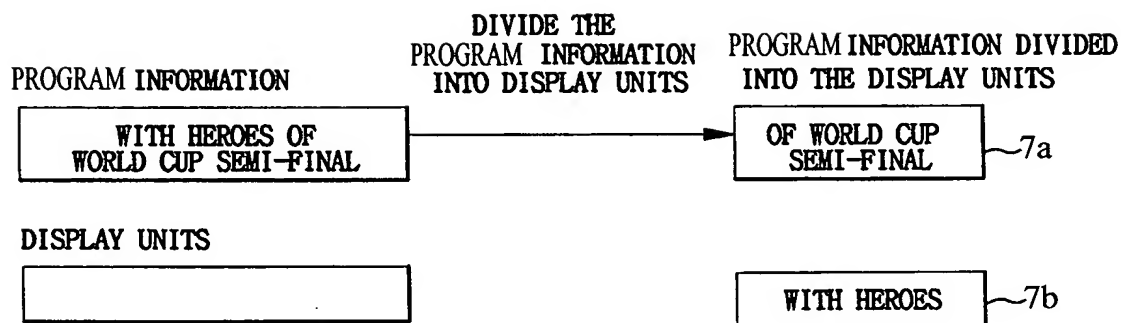 DIVIDE THE
PROGRAM INFORMATION
INTO DISPLAY UNITS
PROGRAM INFORMATION DIVIDED
INTO THE DISPLAY UNITS
PROGRAM INFORMATION
WITH HEROES OF
WORLD CUP SEMI-FINAL
OF WORLD CUP
SEMI-FINAL
7a
DISPLAY UNITS
WITH HEROES
7b